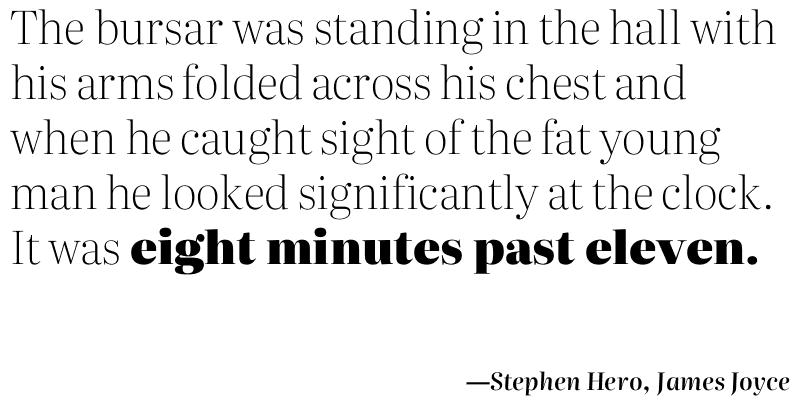 The bursar was standing in the hall with
his arms folded across his chest and
when he caught sight of the fat young
man he looked significantly at the clock.
It was eight minutes past eleven.
—Stephen Hero, James Joyce